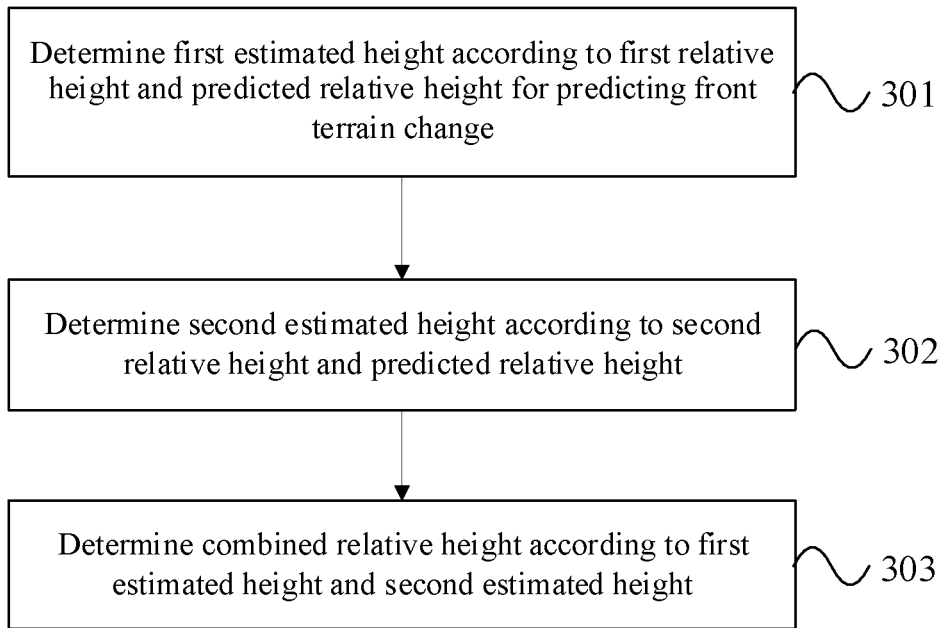 Determine first estimated height according to first relative
height and predicted relative height for predicting front
terrain change
301
Determine second estimated height according to second
relative height and predicted relative height
302
Determine combined relative height according to first
estimated height and second estimated height
303